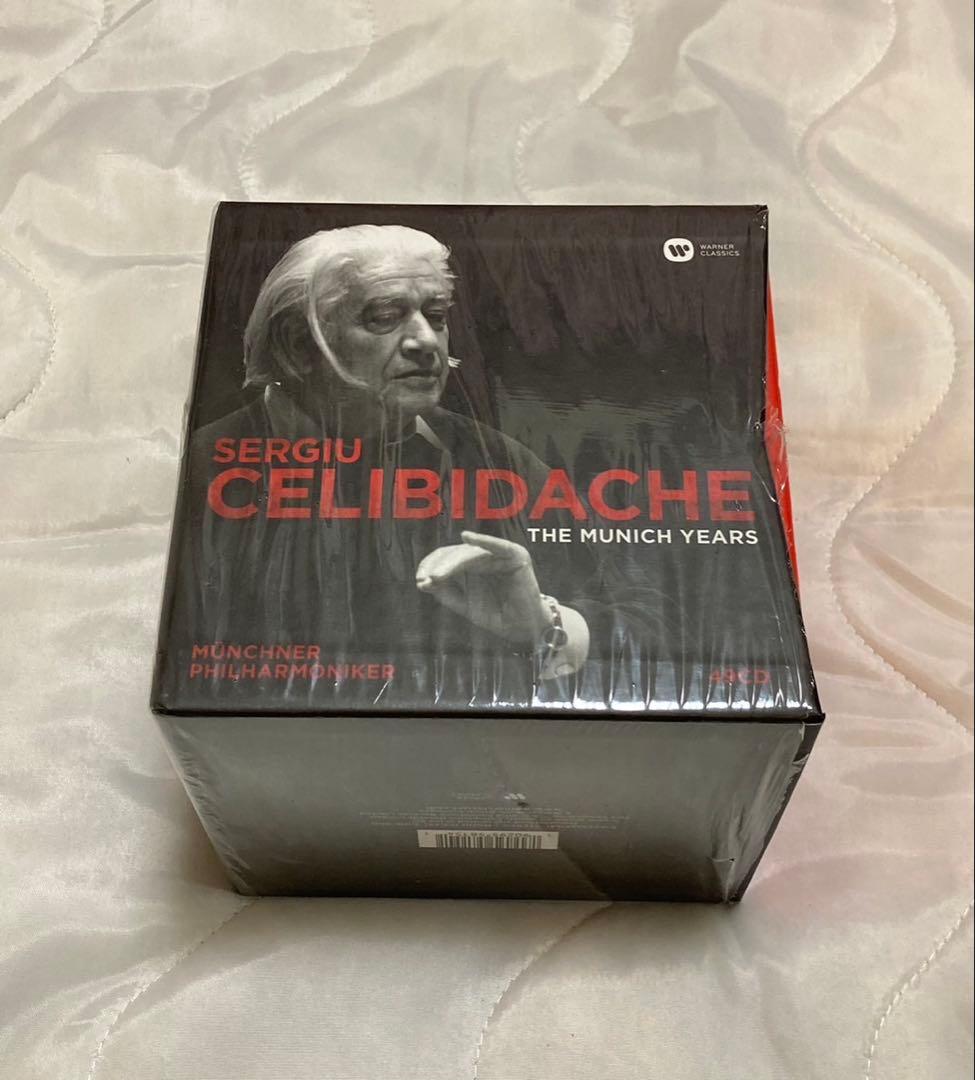 WARNER
CLASSICS
SERGIU
CELIBIDACHE
THE MUNICH YEARS
MÜNCHNER
PHILHARMONIKER
49CD